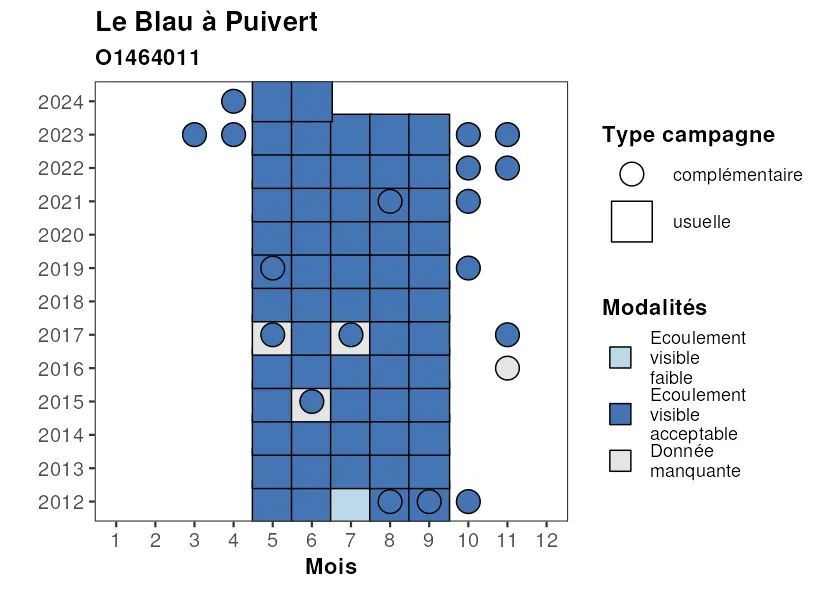 Le Blau à Puivert
O1464011
2024
2023
2022
2021
2020
2019
2018
2017
2016
2015
2014
2013
2012
1 2 3 4 5 6 7 8 9 10 11 12
Mois
Type campagne
complémentaire
usuelle
Modalités
Ecoulement
visible
faible
Ecoulement
visible
acceptable
Donnée
manquante